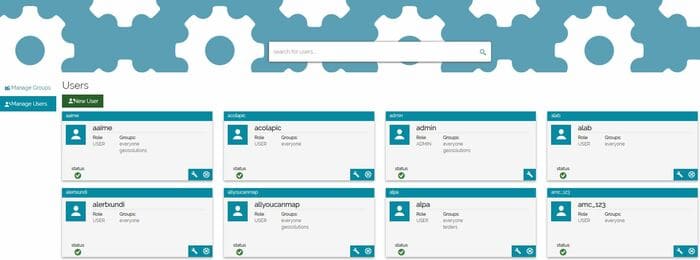 search for users...
Manage Groups
Users
Manage Users
New User
aaime
acolapic
admin
alab
aaime
acolapic
admin
alab
Role Groups: Role Groups: Role Groups: Role Groups:
USER everyone USER everyone ADMIN everyone USER everyone
geosolutions geosolutions
status status status status
alertxundi
allyoucanmap
alpa
amc_123
alertxundi
allyoucanmap
alpa
amc_123
Role Groups: Role Groups: Role Groups: Role Groups:
USER everyone USER everyone USER everyone USER everyone
geosolutions testers
status status status status